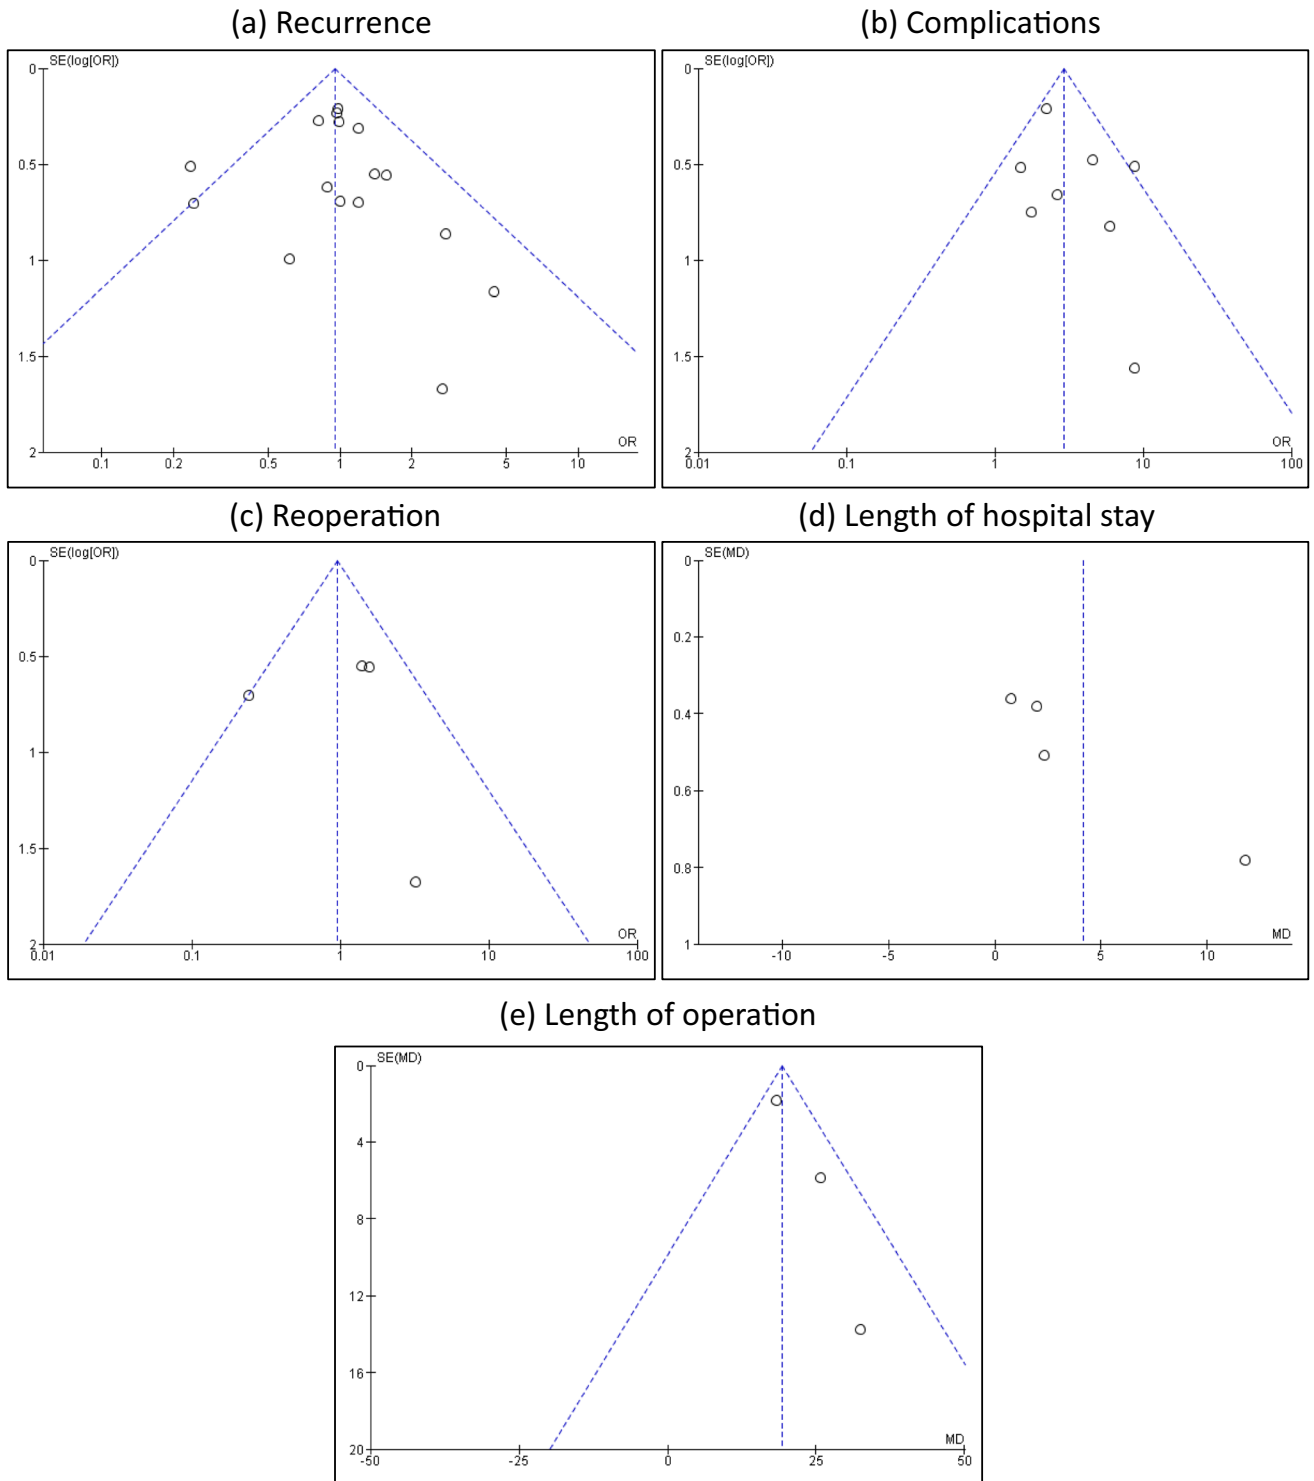 (a) Recurrence
SE(log[OR])
0
0.5
1
1.5
2
0.1 0.2 0.5 1 2 5 10
OR
(b) Complications
SE(log[OR])
0
0.5
1
1.5
2
0.01 0.1 1 10 100
OR
(c) Reoperation
SE(log[OR])
0
0.5
1
1.5
2
0.01 0.1 1 10 100
OR
(d) Length of hospital stay
SE(MD)
0
0.2
0.4
0.6
0.8
1
-10 -5 0 5 10
MD
(e) Length of operation
SE(MD)
0
4
8
12
16
20
-50 -25 0 25 50
MD